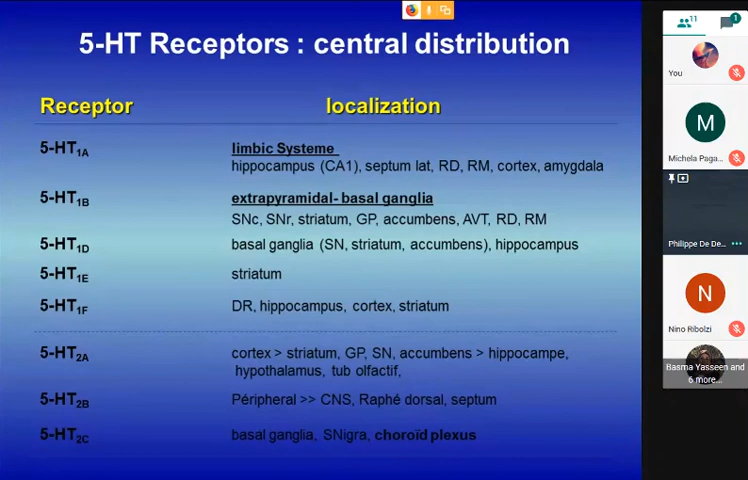 5-HT Receptors : central distribution
Receptor localization
5-HT1A limbic Systeme
hippocampus (CA1), septum lat, RD, RM, cortex, amygdala
5-HT1B extrapyramidal- basal ganglia
SNc, SNr, striatum, GP, accumbens, AVT, RD, RM
5-HT1D basal ganglia (SN, striatum, accumbens), hippocampus
5-HT1E striatum
5-HT1F DR, hippocampus, cortex, striatum
5-HT2A cortex > striatum, GP, SN, accumbens > hippocampe,
hypothalamus, tub olfactif,
5-HT2B Péripheral >> CNS, Raphé dorsal, septum
5-HT2C basal ganglia, SNigra, choroïd plexus
11
1
You
M
Michela Paga...
Philippe De De...
N
Nino Ribolzi
Basma Yasseen and
6 more...